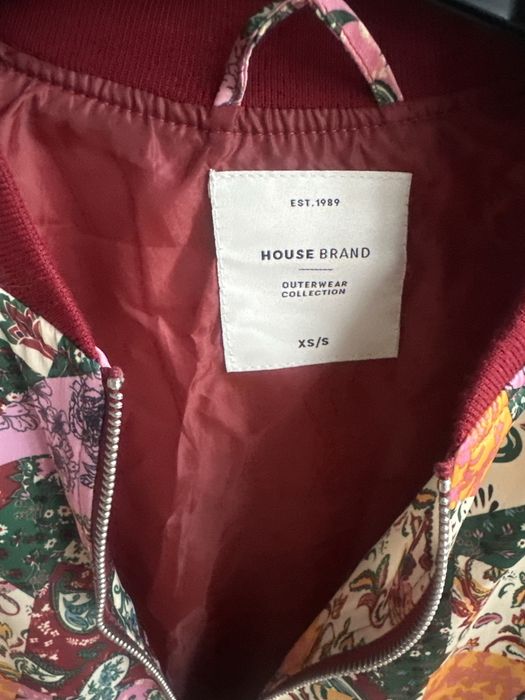 EST. 1989
HOUSE BRAND
OUTERWEAR
COLLECTION
XS/S